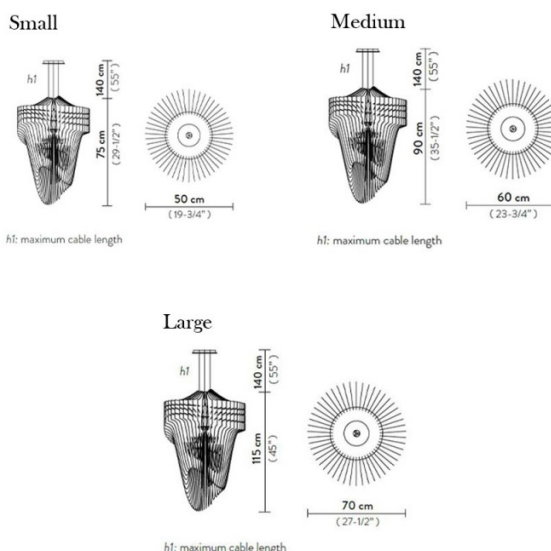 Small
h1
140 cm
(55")
75 cm
(29-1/2")
50 cm
(19-3/4")
h1: maximum cable length
Medium
h1
140 cm
(55")
90 cm
(35-1/2")
60 cm
(23-3/4")
h1: maximum cable length
Large
h1
140 cm
(55")
115 cm
(45")
70 cm
(27-1/2")
h1: maximum cable length